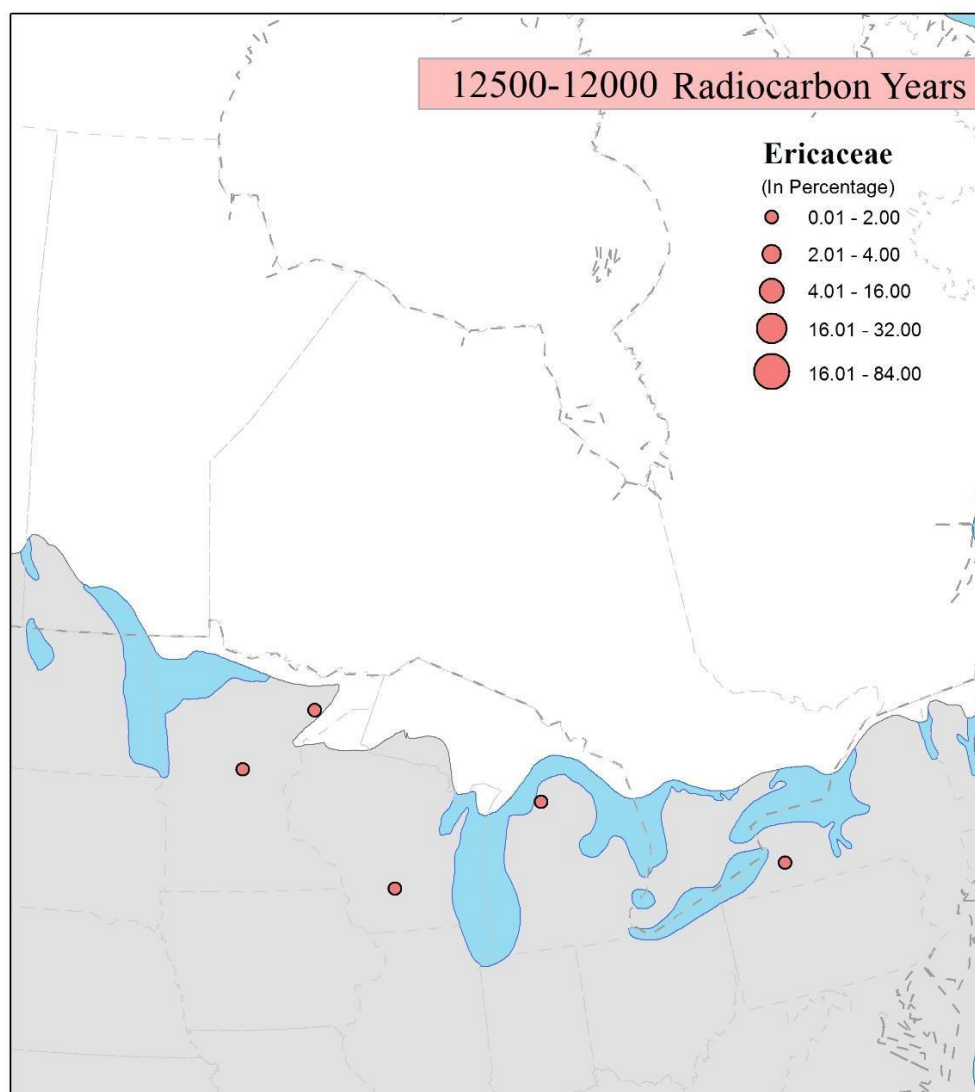 12500-12000 Radiocarbon Years
Ericaceae
(In Percentage)
0.01 - 2.00
2.01 - 4.00
4.01 - 16.00
16.01 - 32.00
16.01 - 84.00